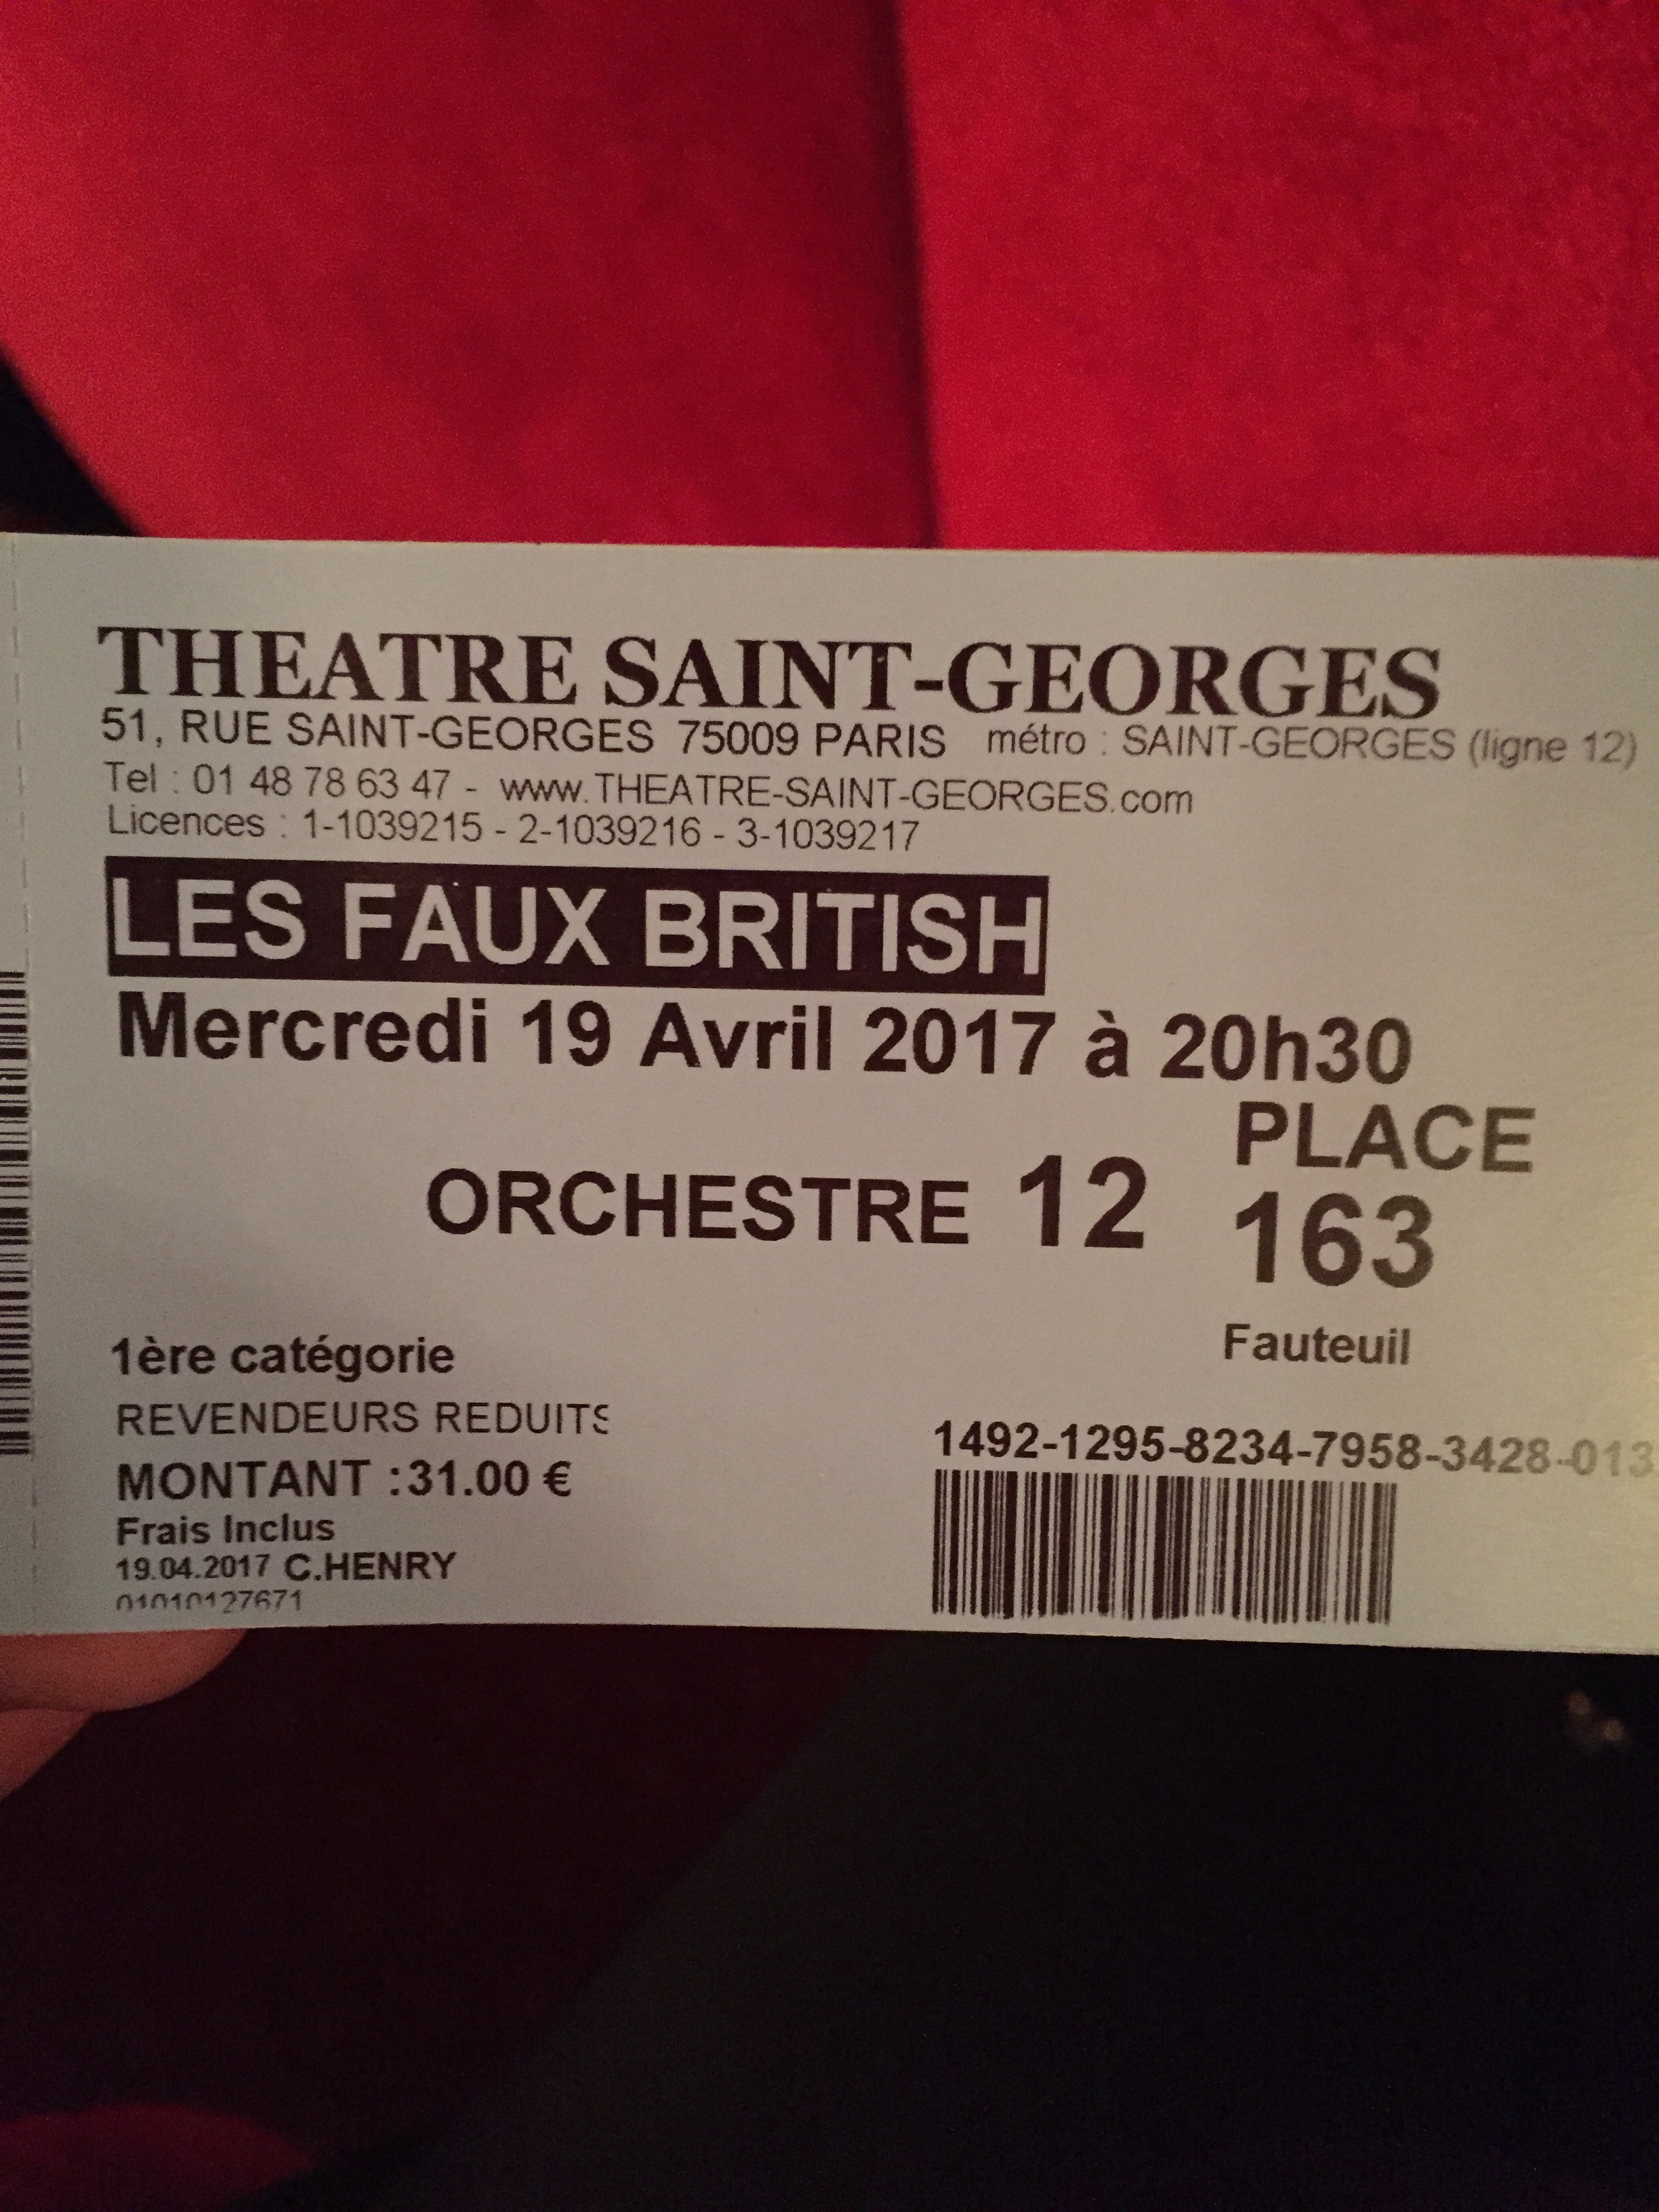 THEATRE SAINT-GEORGES
51, RUE SAINT-GEORGES 75009 PARIS métro : SAINT-GEORGES (ligne 12)
Tel : 01 48 78 63 47 - www.THEATRE-SAINT-GEORGES.com
Licences : 1-1039215 - 2-1039216 - 3-1039217
LES FAUX BRITISH
Mercredi 19 Avril 2017 à 20h30
ORCHESTRE 12
PLACE
163
Fauteuil
1ère catégorie
REVENDEURS REDUITS
MONTANT :31.00 €
Frais Inclus
19.04.2017 C.HENRY
01010127671
1492-1295-8234-7958-3428-013